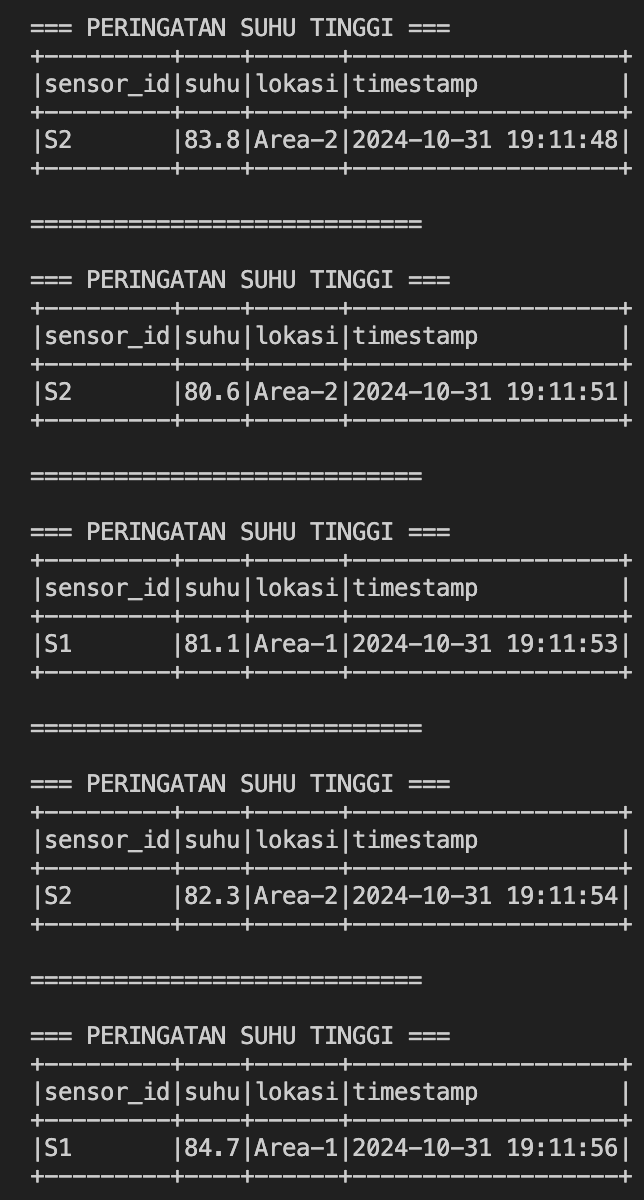 === PERINGATAN SUHU TINGGI ===
+---------+----+------+-------------------+
|sensor_id|suhu|lokasi|timestamp          |
+---------+----+------+-------------------+
|S2       |83.8|Area-2|2024-10-31 19:11:48|
+---------+----+------+-------------------+
============================
=== PERINGATAN SUHU TINGGI ===
+---------+----+------+-------------------+
|sensor_id|suhu|lokasi|timestamp          |
+---------+----+------+-------------------+
|S2       |80.6|Area-2|2024-10-31 19:11:51|
+---------+----+------+-------------------+
============================
=== PERINGATAN SUHU TINGGI ===
+---------+----+------+-------------------+
|sensor_id|suhu|lokasi|timestamp          |
+---------+----+------+-------------------+
|S1       |81.1|Area-1|2024-10-31 19:11:53|
+---------+----+------+-------------------+
============================
=== PERINGATAN SUHU TINGGI ===
+---------+----+------+-------------------+
|sensor_id|suhu|lokasi|timestamp          |
+---------+----+------+-------------------+
|S2       |82.3|Area-2|2024-10-31 19:11:54|
+---------+----+------+-------------------+
============================
=== PERINGATAN SUHU TINGGI ===
+---------+----+------+-------------------+
|sensor_id|suhu|lokasi|timestamp          |
+---------+----+------+-------------------+
|S1       |84.7|Area-1|2024-10-31 19:11:56|
+---------+----+------+-------------------+